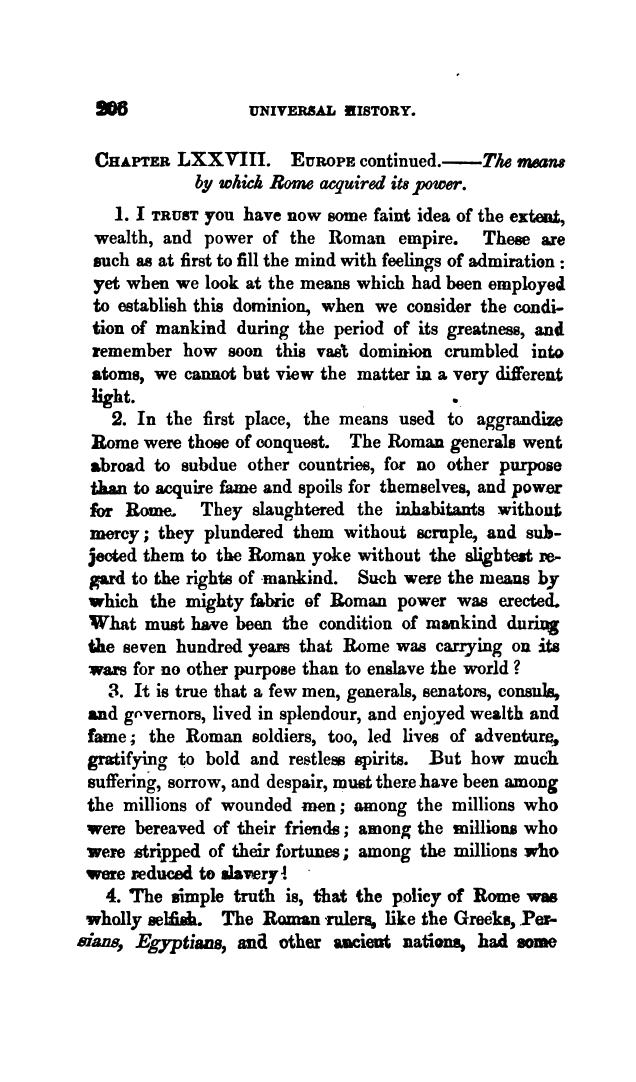 206 UNIVERSAL HISTORY.
CHAPTER LXXVIII. EUROPE continued.——The means
by which Rome acquired its power.
1. I TRUST you have now some faint idea of the extent,
wealth, and power of the Roman empire. These are
such as at first to fill the mind with feelings of admiration :
yet when we look at the means which had been employed
to establish this dominion, when we consider the condi-
tion of mankind during the period of its greatness, and
remember how soon this vast dominion crumbled into
atoms, we cannot but view the matter in a very different
light.
2. In the first place, the means used to aggrandize
Rome were those of conquest. The Roman generals went
abroad to subdue other countries, for no other purpose
than to acquire fame and spoils for themselves, and power
for Rome. They slaughtered the inhabitants without
mercy ; they plundered them without scruple, and sub-
jected them to the Roman yoke without the slightest re-
gard to the rights of mankind. Such were the means by
which the mighty fabric of Roman power was erected.
What must have been the condition of mankind during
the seven hundred years that Rome was carrying on its
wars for no other purpose than to enslave the world ?
3. It is true that a few men, generals, senators, consuls,
and governors, lived in splendour, and enjoyed wealth and
fame ; the Roman soldiers, too, led lives of adventure,
gratifying to bold and restless spirits. But how much
suffering, sorrow, and despair, must there have been among
the millions of wounded men ; among the millions who
were bereaved of their friends ; among the millions who
were stripped of their fortunes ; among the millions who
were reduced to slavery !
4. The simple truth is, that the policy of Rome was
wholly selfish. The Roman rulers, like the Greeks, Per-
sians, Egyptians, and other ancient nations, had some